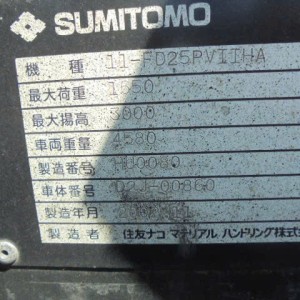 SUMITOMO
機 種 11-FD25PVIIHA
最大荷重 1850
最大揚高 5000
車両重量 4580
製造番号
車体番号
製造年月
製造者 住友ナコ マテリアル ハンドリング株式